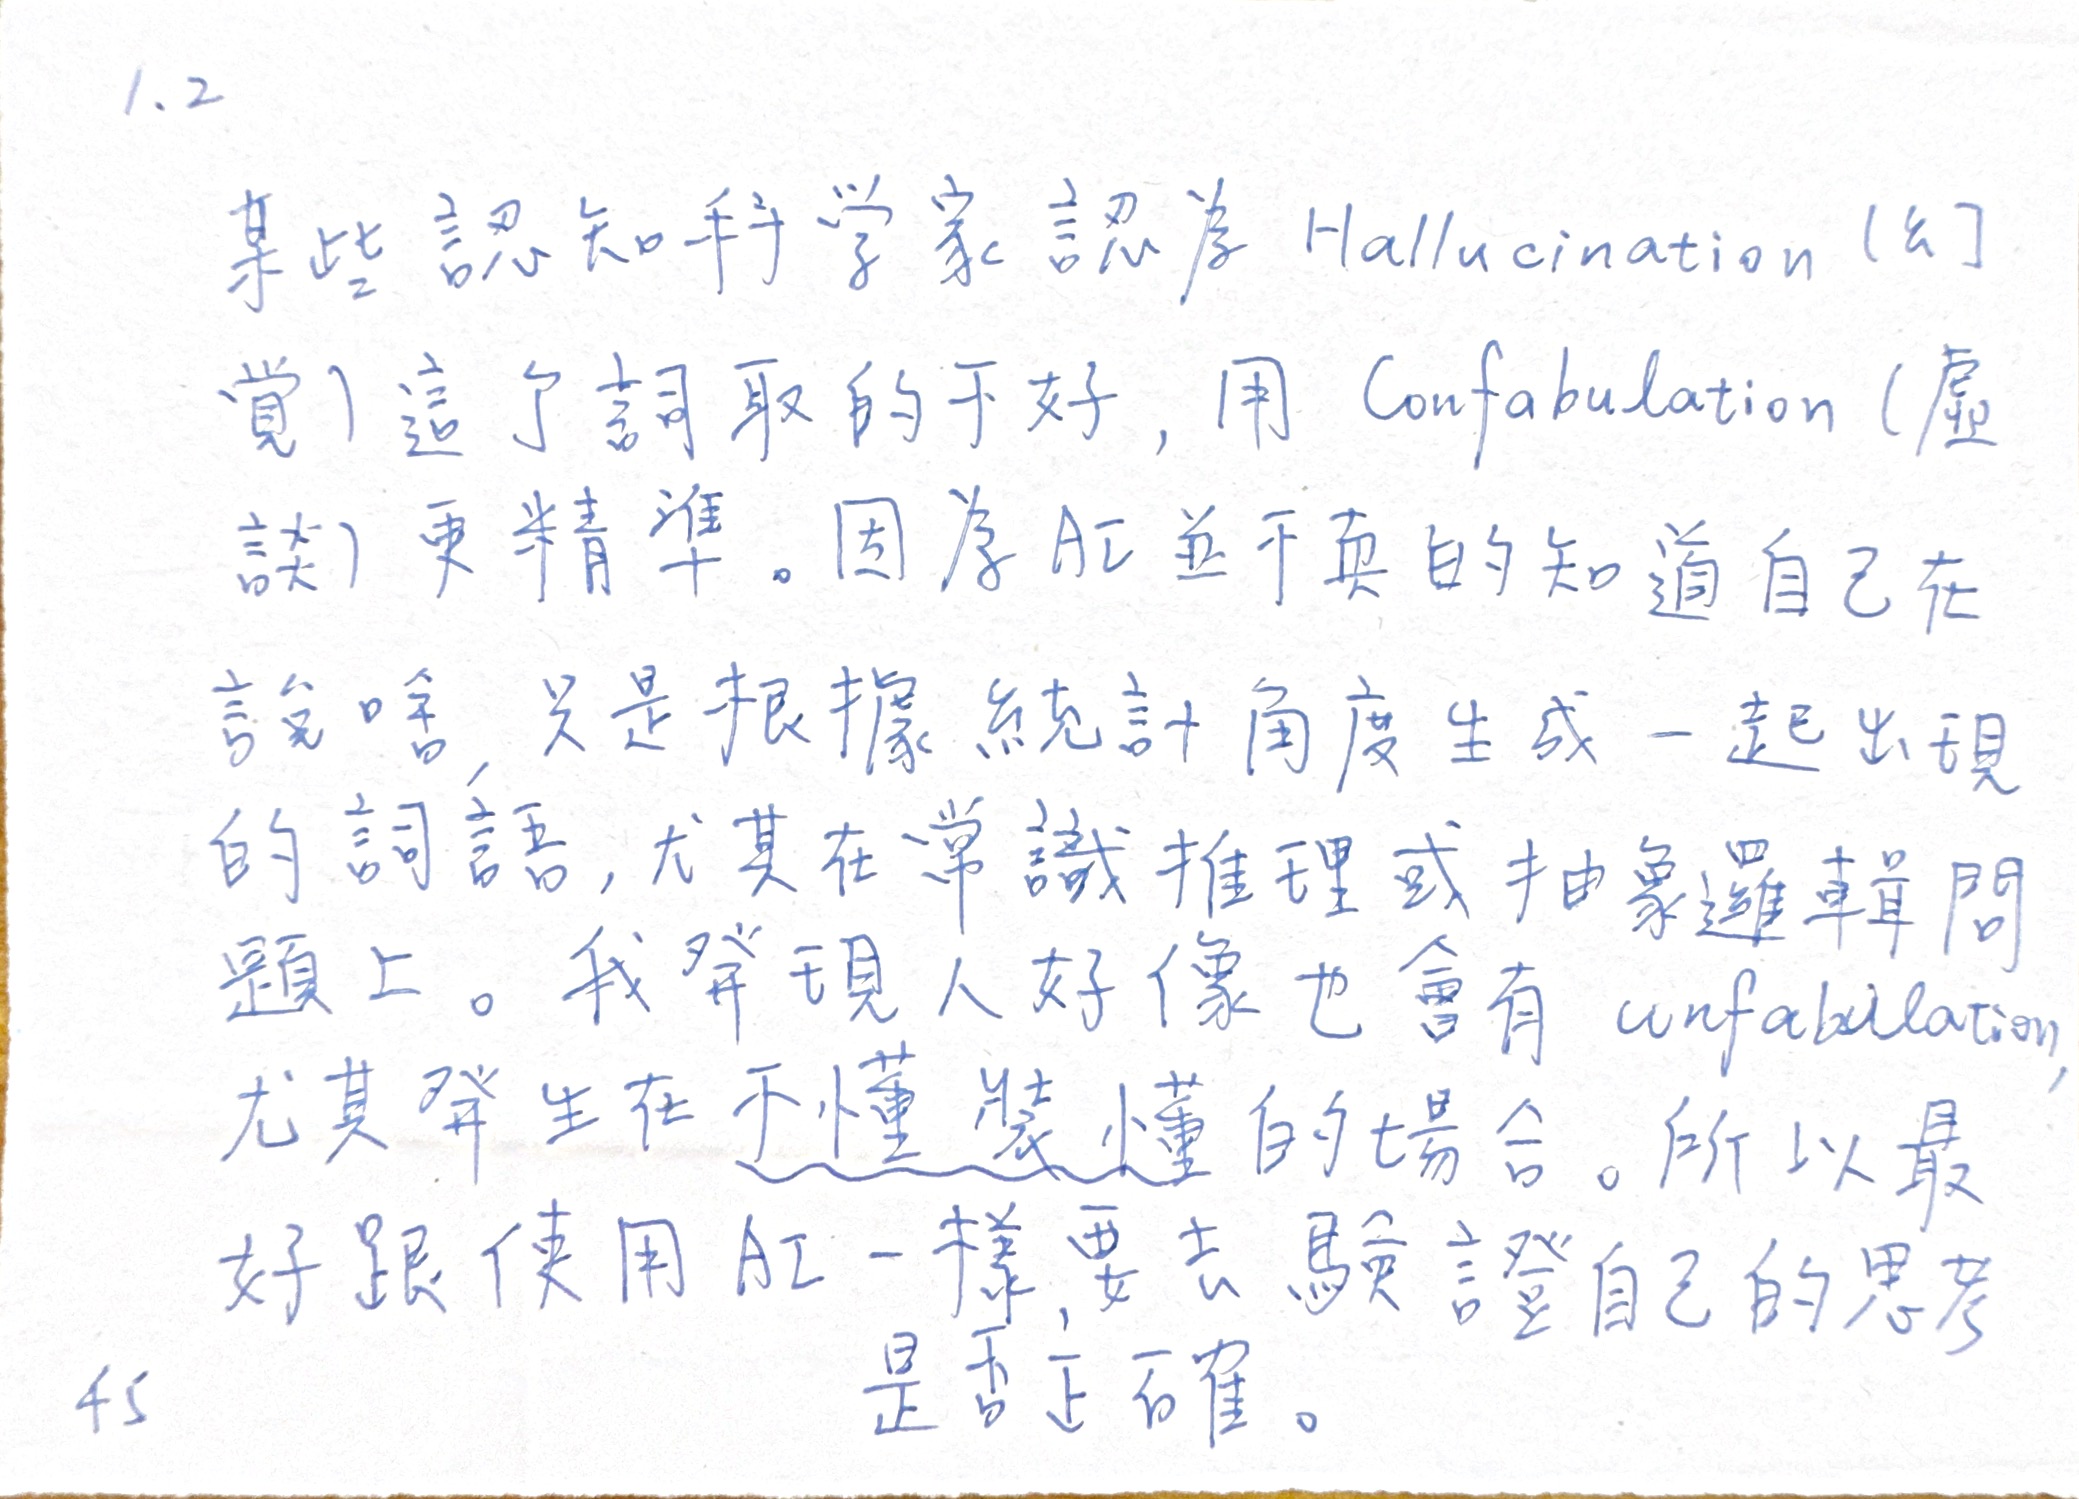 1.2
某些認知科学家認為 Hallucination (幻
覚)這个詞取的不好,用 Confabulation (虛
談)更精準。因為AI並不真的知道自己在
說啥,只是根據統計角度生成一起出現
的詞語,尤其在常識推理或抽象邏輯問
題上。我発現人好像也會有 confabulation,
尤其発生在不懂裝懂的場合。所以最
好跟使用AI一樣,要去驗證自己的思考
是否正確。
45